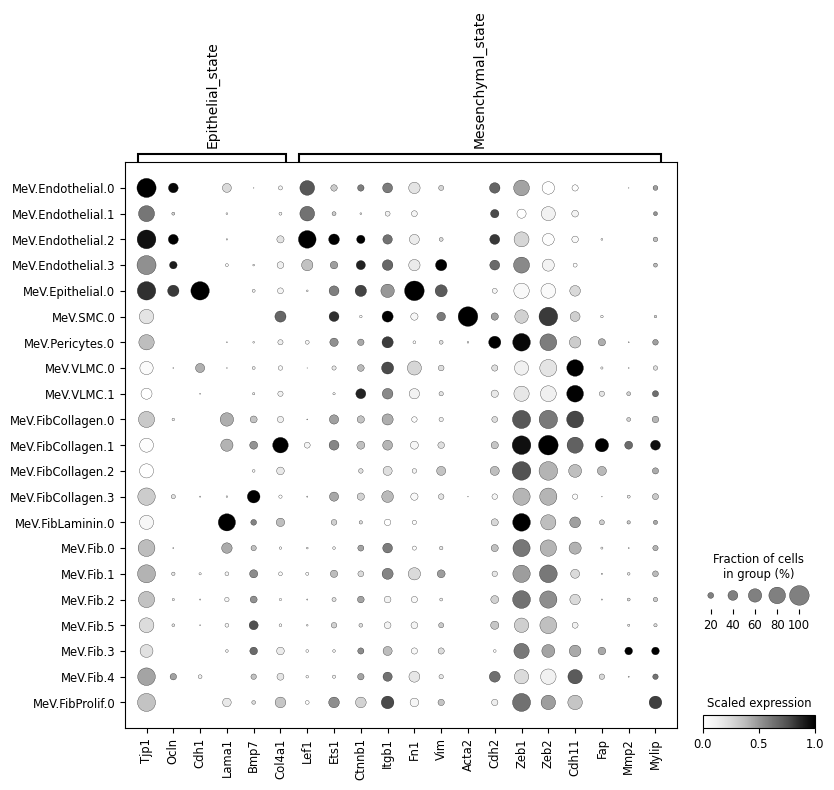 Epithelial_state
Mesenchymal_state
MeV.Endothelial.0
MeV.Endothelial.1
MeV.Endothelial.2
MeV.Endothelial.3
MeV.Epithelial.0
MeV.SMC.0
MeV.Pericytes.0
MeV.VLMC.0
MeV.VLMC.1
MeV.FibCollagen.0
MeV.FibCollagen.1
MeV.FibCollagen.2
MeV.FibCollagen.3
MeV.FibLaminin.0
MeV.Fib.0
MeV.Fib.1
MeV.Fib.2
MeV.Fib.5
MeV.Fib.3
MeV.Fib.4
MeV.FibProlif.0
Tjp1 Ocln Cdh1 Lama1 Bmp7 Col4a1 Lef1 Ets1 Ctnnb1 Itgb1 Fn1 Vim Acta2 Cdh2 Zeb1 Zeb2 Cdh11 Fap Mmp2 Mylip
Fraction of cells
in group (%)
20 40 60 80 100
Scaled expression
0.0 0.5 1.0